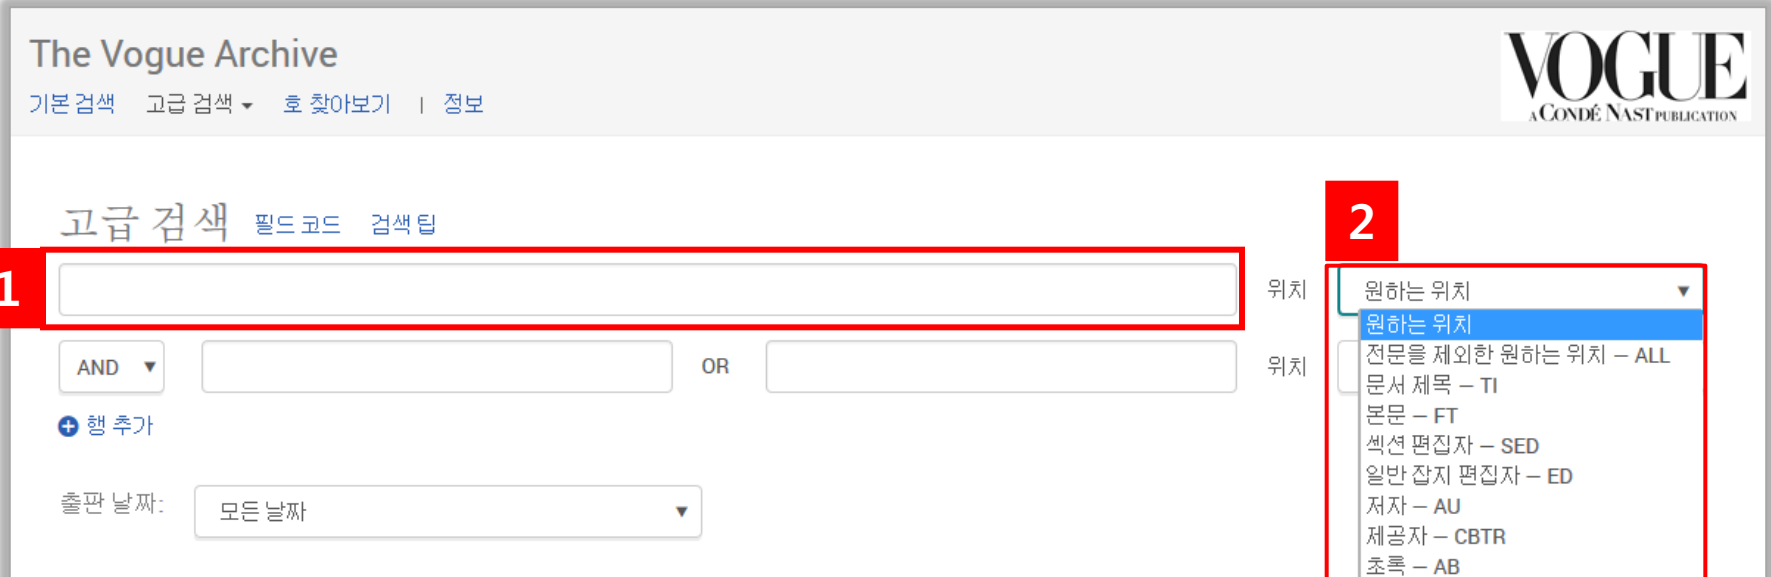 The Vogue Archive
기본 검색 고급 검색 호 찾아보기 | 정보
VOGUE
A CONDÉ NAST PUBLICATION
고급 검색 필드 코드 검색 팁
2
1
위치 원하는 위치
원하는 위치
전문을 제외한 원하는 위치 – ALL
AND OR 위치
문서 제목 – TI
본문 – FT
행 추가
섹션 편집자 – SED
일반 잡지 편집자 – ED
출판 날짜: 모든 날짜
저자 – AU
제공자 – CBTR
초록 – AB